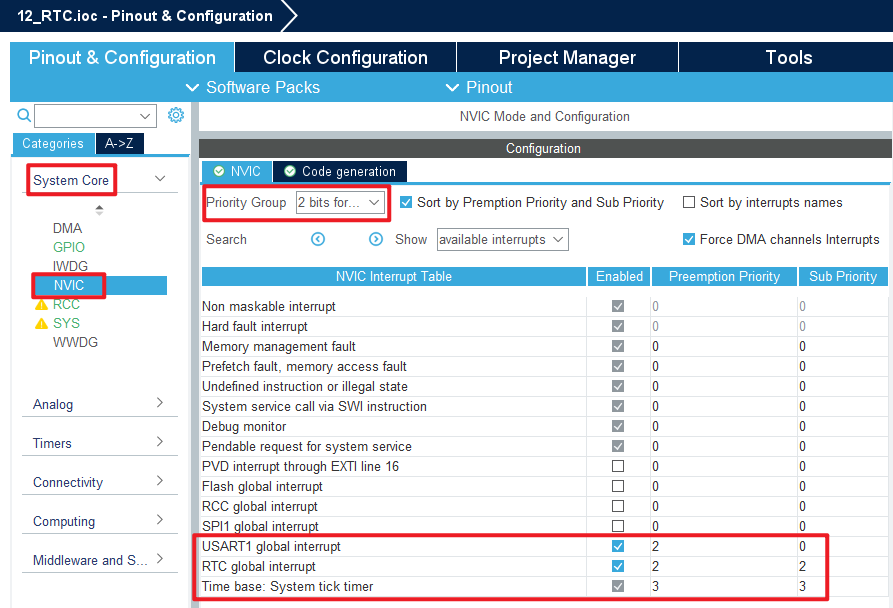 12_RTC.ioc - Pinout & Configuration
Pinout & Configuration Clock Configuration Project Manager Tools
Software Packs Pinout
NVIC Mode and Configuration
Categories A->Z
Configuration
NVIC Code generation
System Core
Priority Group 2 bits for... Sort by Premption Priority and Sub Priority Sort by interrupts names
Search Show available interrupts Force DMA channels Interrupts
DMA
GPIO
IWDG
NVIC
RCC
SYS
WWDG
Analog
Timers
Connectivity
Computing
Middleware and S...
NVIC Interrupt Table Enabled Preemption Priority Sub Priority
Non maskable interrupt 0 0
Hard fault interrupt 0 0
Memory management fault 0 0
Prefetch fault, memory access fault 0 0
Undefined instruction or illegal state 0 0
System service call via SWI instruction 0 0
Debug monitor 0 0
Pendable request for system service 0 0
PVD interrupt through EXTI line 16 0 0
Flash global interrupt 0 0
RCC global interrupt 0 0
SPI1 global interrupt 0 0
USART1 global interrupt 2 0
RTC global interrupt 2 2
Time base: System tick timer 3 3